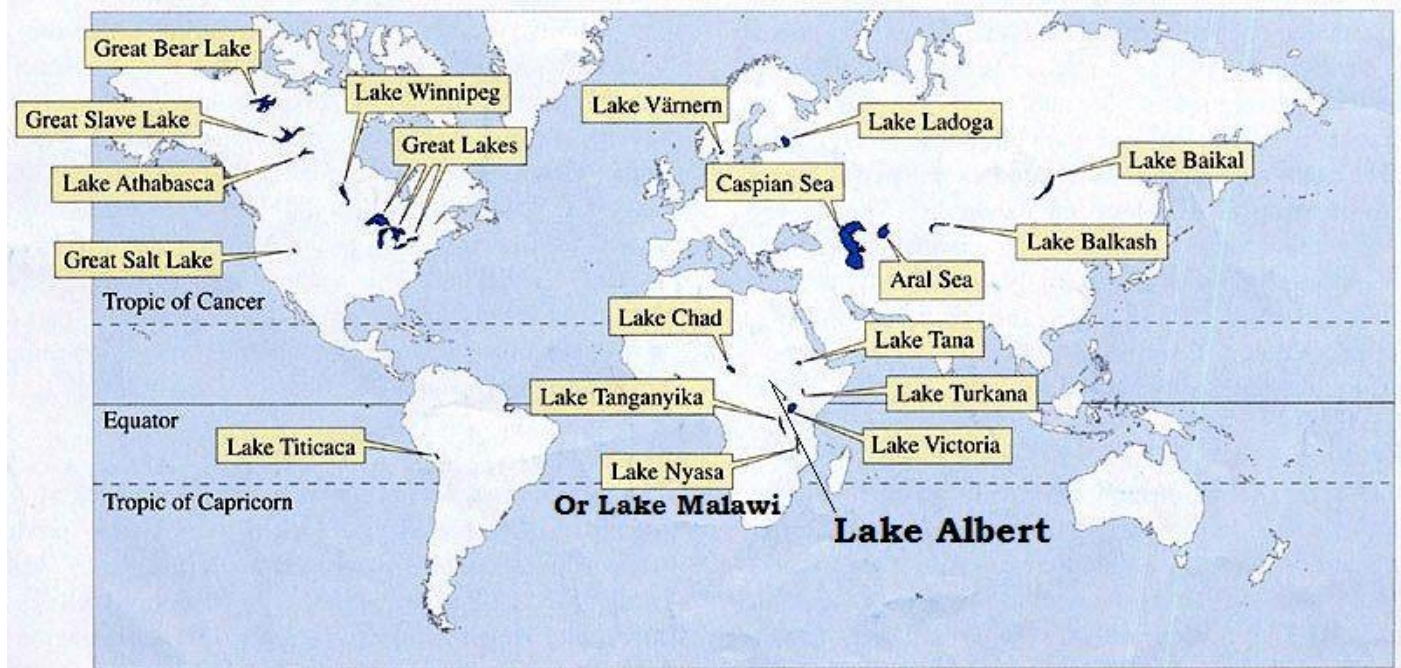 Great Bear Lake
Lake Winnipeg
Great Slave Lake
Great Lakes
Lake Athabasca
Great Salt Lake
Tropic of Cancer
Lake Värnern
Lake Ladoga
Lake Baikal
Caspian Sea
Lake Balkash
Aral Sea
Lake Chad
Lake Tana
Lake Tanganyika
Lake Turkana
Equator
Lake Titicaca
Lake Victoria
Lake Nyasa
Or Lake Malawi
Tropic of Capricorn
Lake Albert